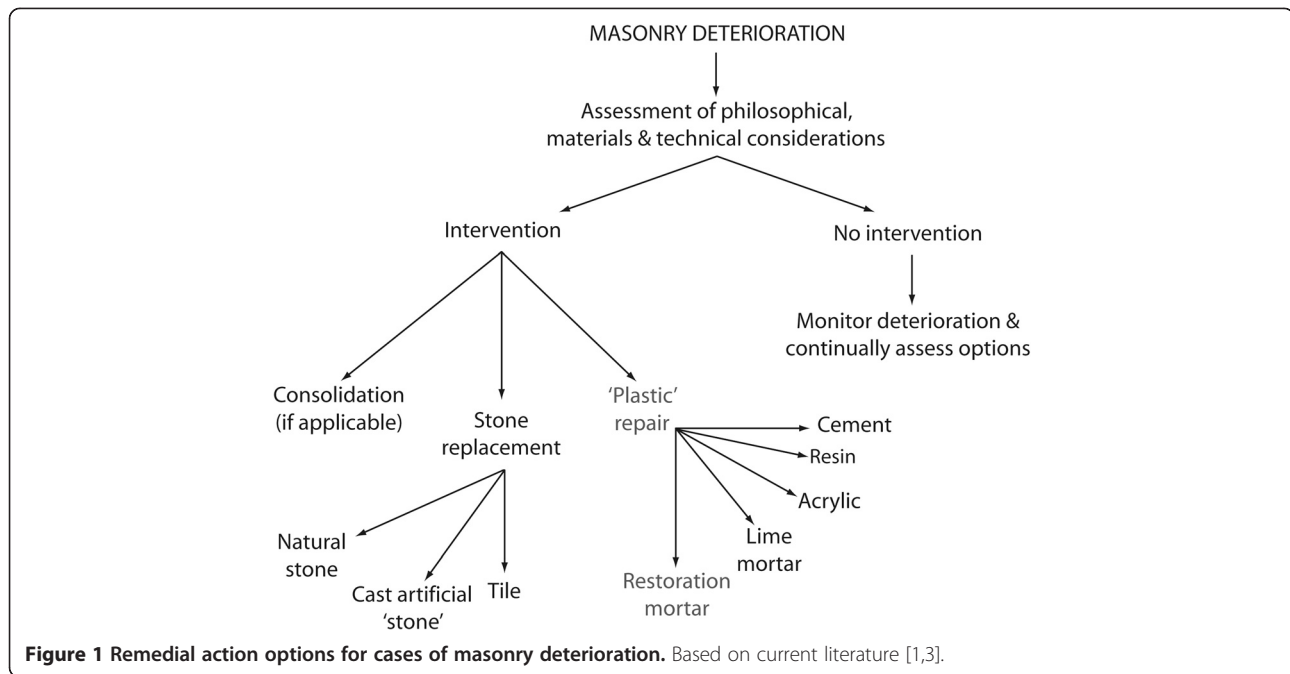 MASONRY DETERIORATION
Assessment of philosophical,
materials & technical considerations
Intervention
No intervention
Monitor deterioration &
continually assess options
Consolidation
(if applicable)
Stone
replacement
‘Plastic’
repair
Cement
Resin
Acrylic
Lime
mortar
Restoration
mortar
Natural
stone
Cast artificial
‘stone’
Tile
Figure 1 Remedial action options for cases of masonry deterioration. Based on current literature [1,3].